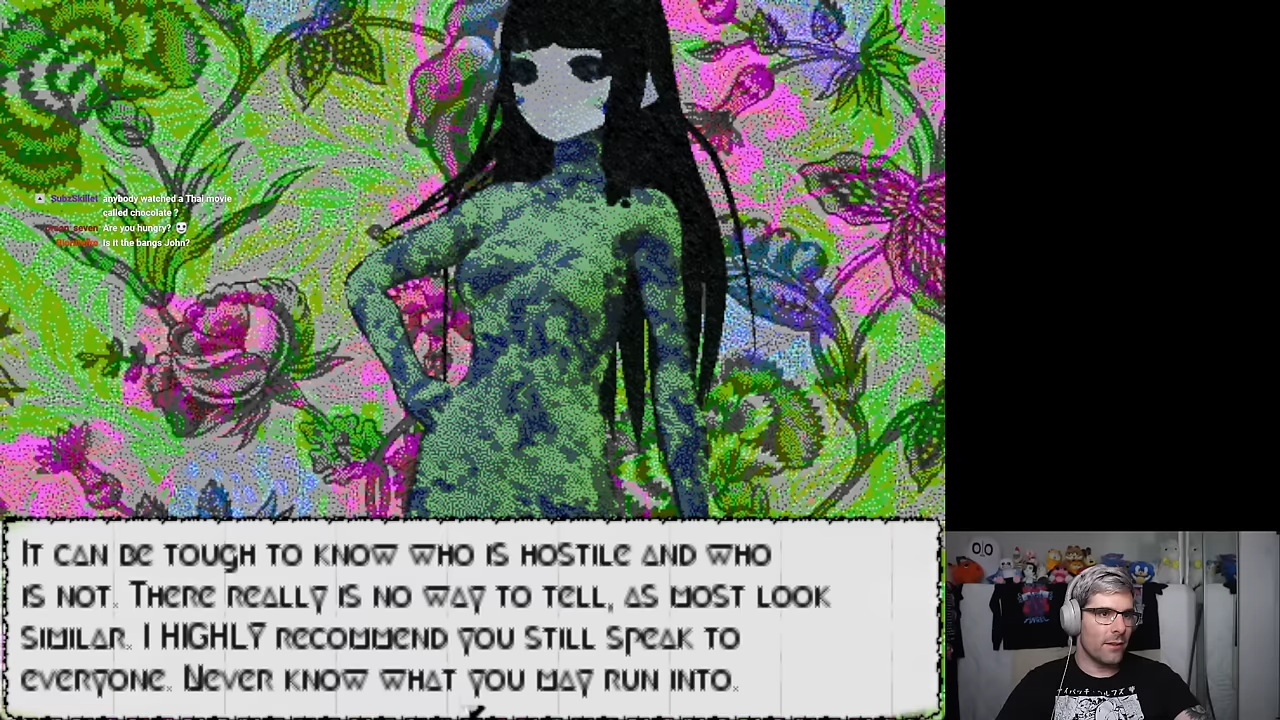 SubzSkillet anybody watched a Thai movie
called chocolate ?
Are you hungry?
Is it the bangs John?
IT CAN BE TOUGH TO KNOW WHO IS HOSTILE AND WHO
IS NOT. THERE REALLY IS NO WAY TO TELL, AS MOST LOOK
SIMILAR. I HIGHLY RECOMMEND YOU STILL SPEAK TO
EVERYONE. NEVER KNOW WHAT YOU MAY RUN INTO.